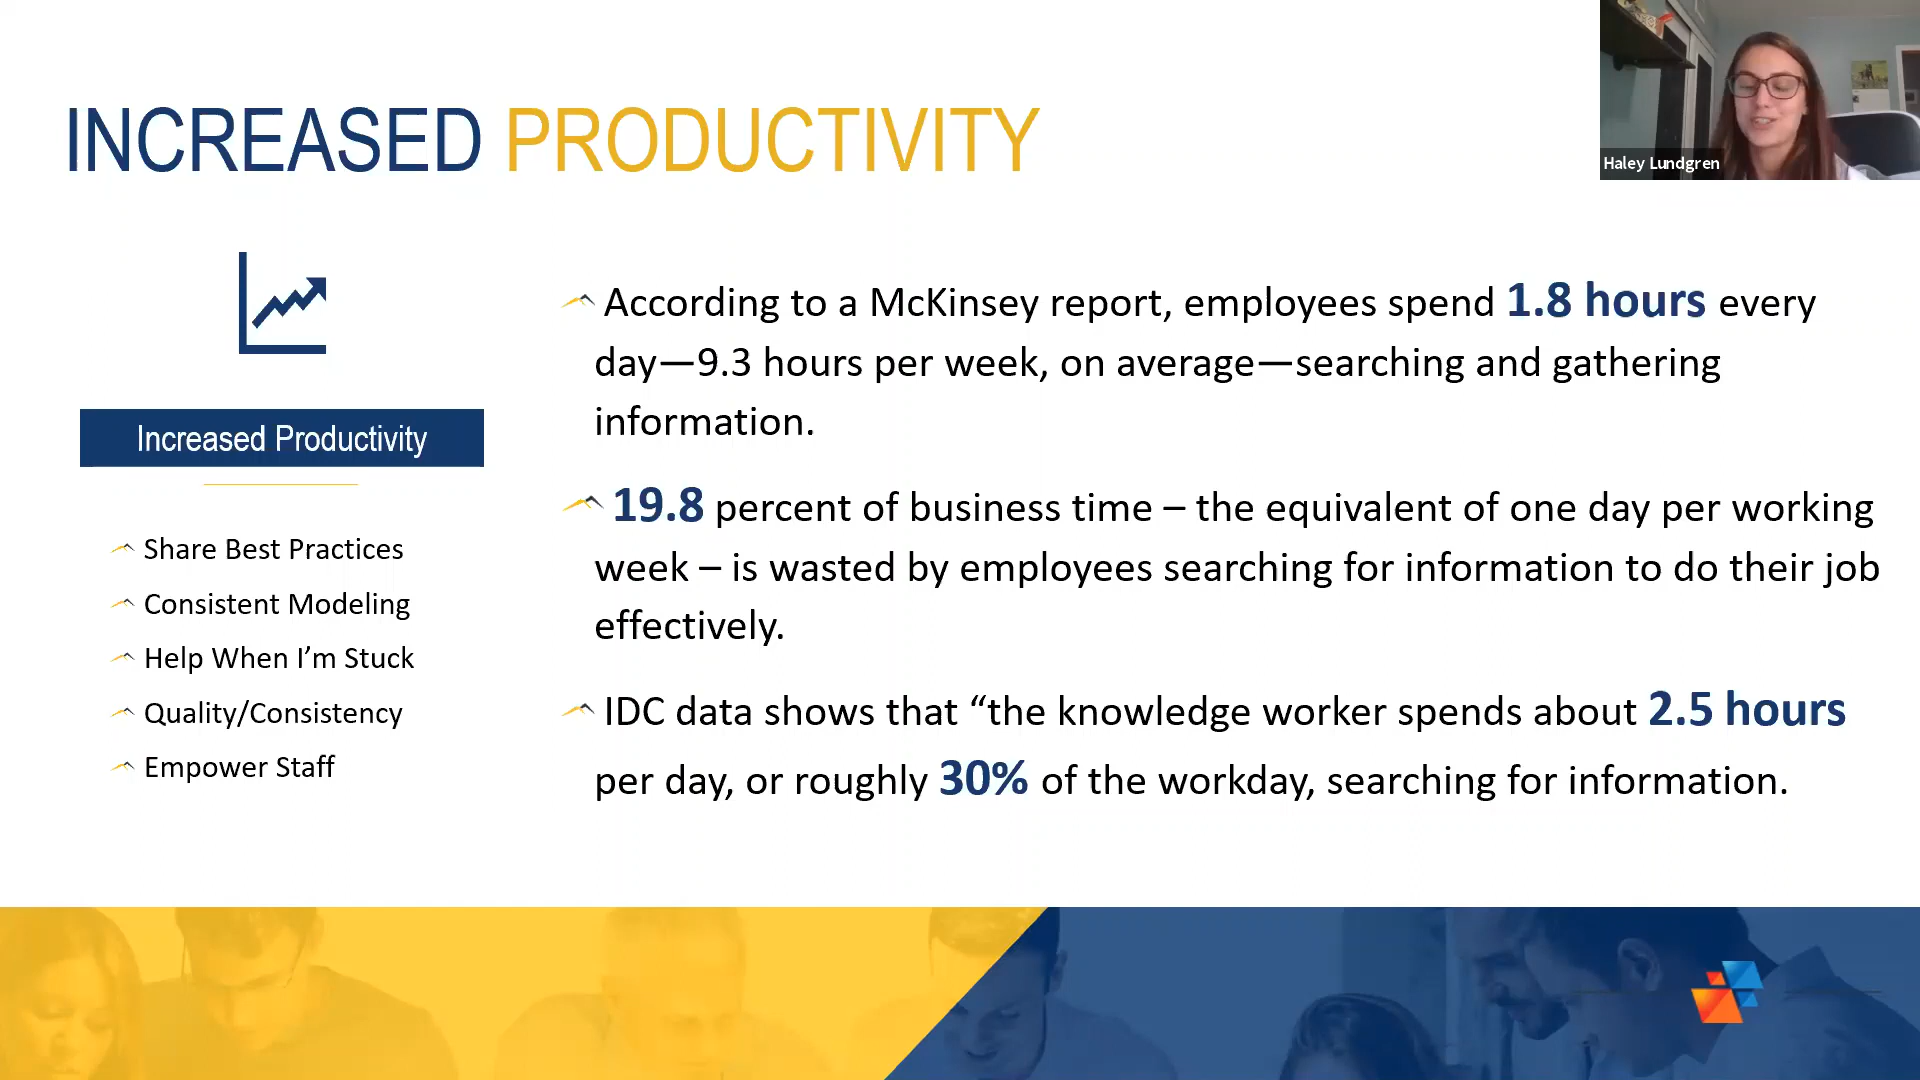 INCREASED PRODUCTIVITY
Haley Lundgren
Increased Productivity
Share Best Practices
Consistent Modeling
Help When I’m Stuck
Quality/Consistency
Empower Staff
According to a McKinsey report, employees spend 1.8 hours every
day—9.3 hours per week, on average—searching and gathering
information.
19.8 percent of business time – the equivalent of one day per working
week – is wasted by employees searching for information to do their job
effectively.
IDC data shows that “the knowledge worker spends about 2.5 hours
per day, or roughly 30% of the workday, searching for information.